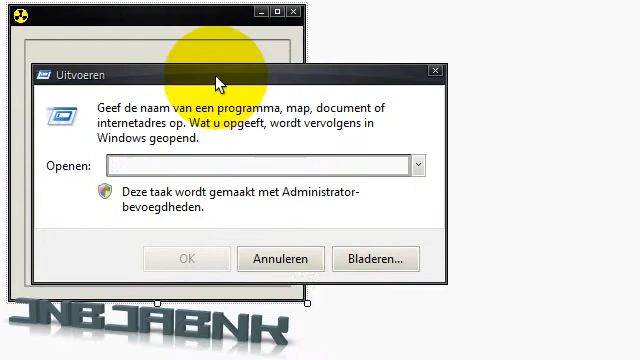 Uitvoeren
Geef de naam van een programma, map, document of
internetadres op. Wat u opgeeft, wordt vervolgens in
Windows geopend.
Openen:
Deze taak wordt gemaakt met Administrator-
bevoegdheden.
OK
Annuleren
Bladeren...